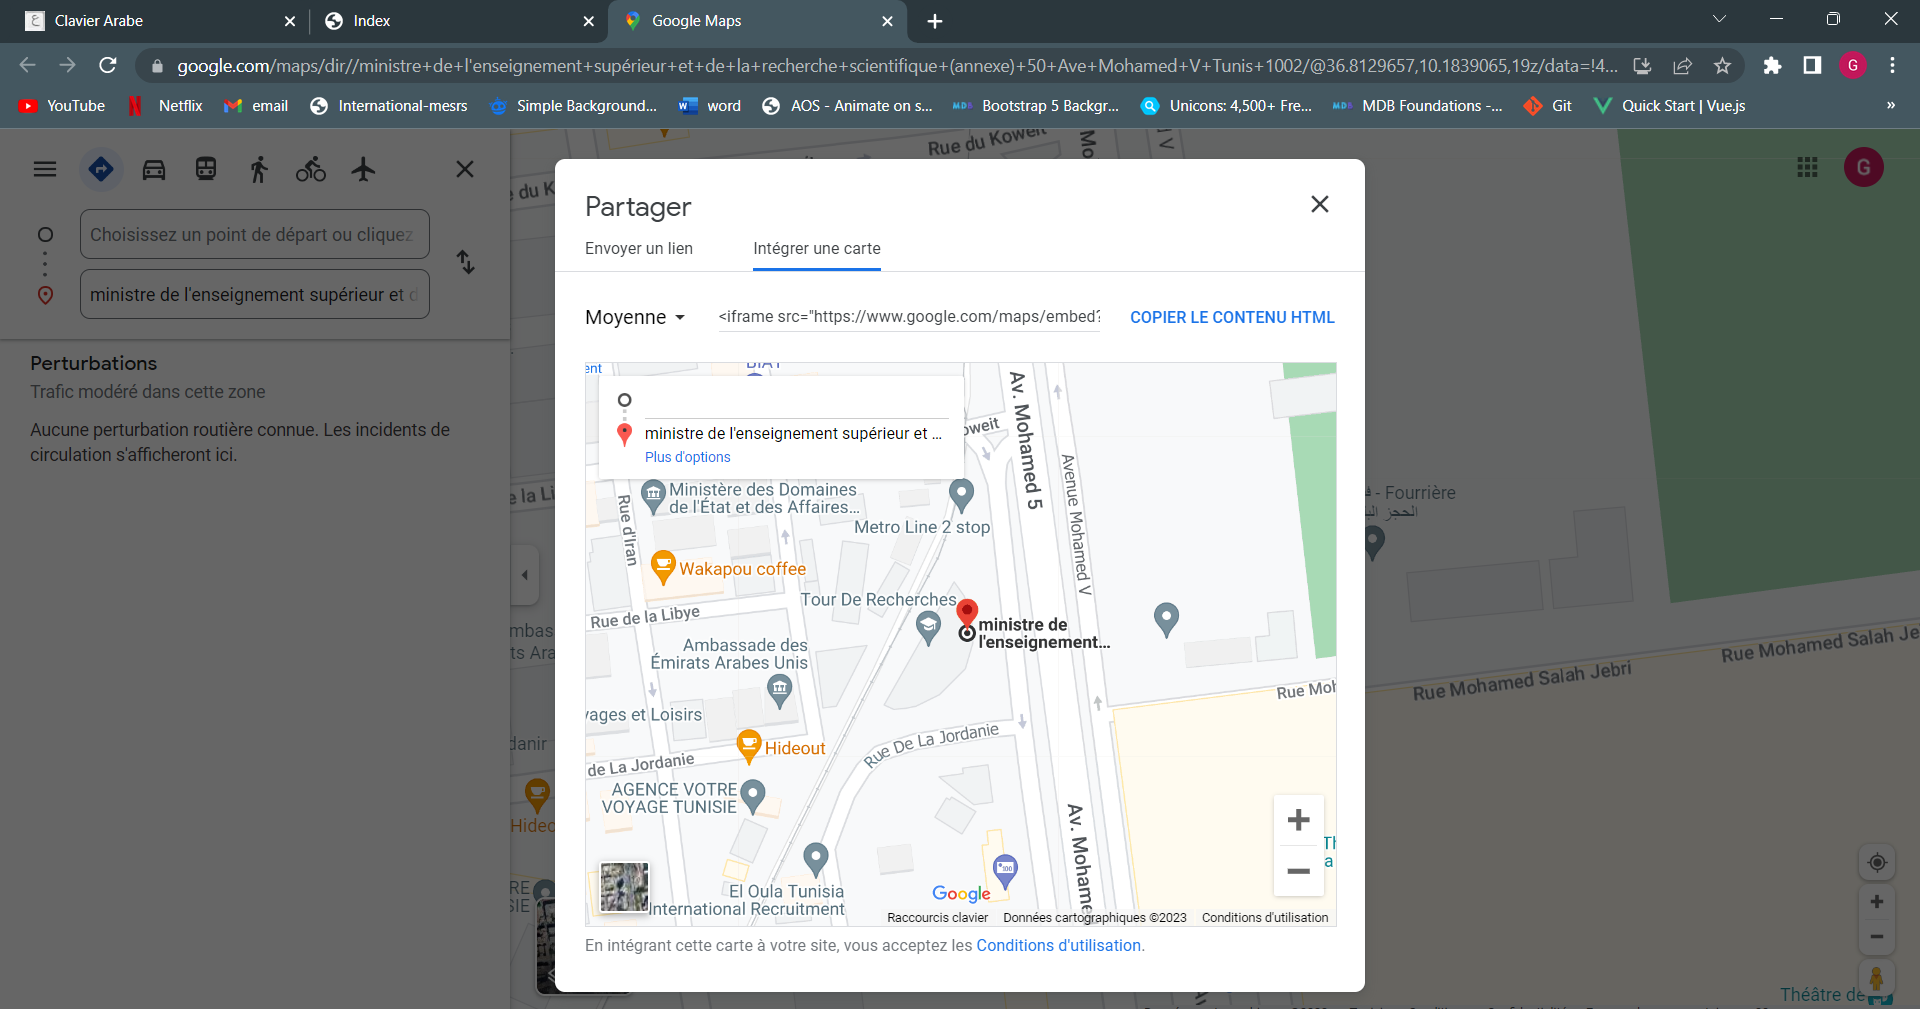 Clavier Arabe
Index
Google Maps
google.com/maps/dir//ministre+de+l'enseignement+supérieur+et+de+la+recherche+scientifique+(annexe)+50+Ave+Mohamed+V+Tunis+1002/@36.8129657,10.1839065,19z/data=!4...
G
YouTube
Netflix
email
International-mesrs
Simple Background...
word
AOS - Animate on s...
Bootstrap 5 Backgr...
Unicons: 4,500+ Fre...
MDB Foundations -...
Git
Quick Start | Vue.js
»
Choisissez un point de départ ou cliquez
ministre de l'enseignement supérieur et d
Perturbations
Trafic modéré dans cette zone
Aucune perturbation routière connue. Les incidents de
circulation s'afficheront ici.
Rue du Koweït
G
Partager
Envoyer un lien
Intégrer une carte
Moyenne
<iframe src="https://www.google.com/maps/embed?
COPIER LE CONTENU HTML
BIAT
ministre de l'enseignement supérieur et ...
Plus d'options
oweit
Av. Mohamed 5
Avenue Mohamed V
Ministère des Domaines
de l'État et des Affaires...
Metro Line 2 stop
Rue d'Iran
Wakapou coffee
Tour De Recherches
Rue de la Libye
ministre de
l'enseignement...
Ambassade des
Émirats Arabes Unis
Rue Moh
yages et Loisirs
Hideout
Rue De La Jordanie
de La Jordanie
AGENCE VOTRE
VOYAGE TUNISIE
Av. Mohame
El Oula Tunisia
International Recruitment
Google
Raccourcis clavier
Données cartographiques ©2023
Conditions d'utilisation
En intégrant cette carte à votre site, vous acceptez les Conditions d'utilisation.
- Fourrière
Rue Mohamed Salah Jebri
Rue Mohamed Salah Je
danir
Hideo
Théâtre de